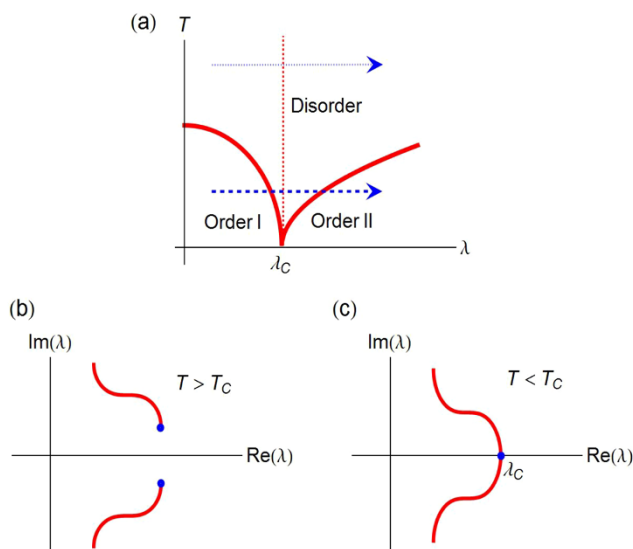 (a)
T
Disorder
Order I
Order II
λC
λ
(b)
Im(λ)
T > TC
Re(λ)
(c)
Im(λ)
T < TC
λC
Re(λ)